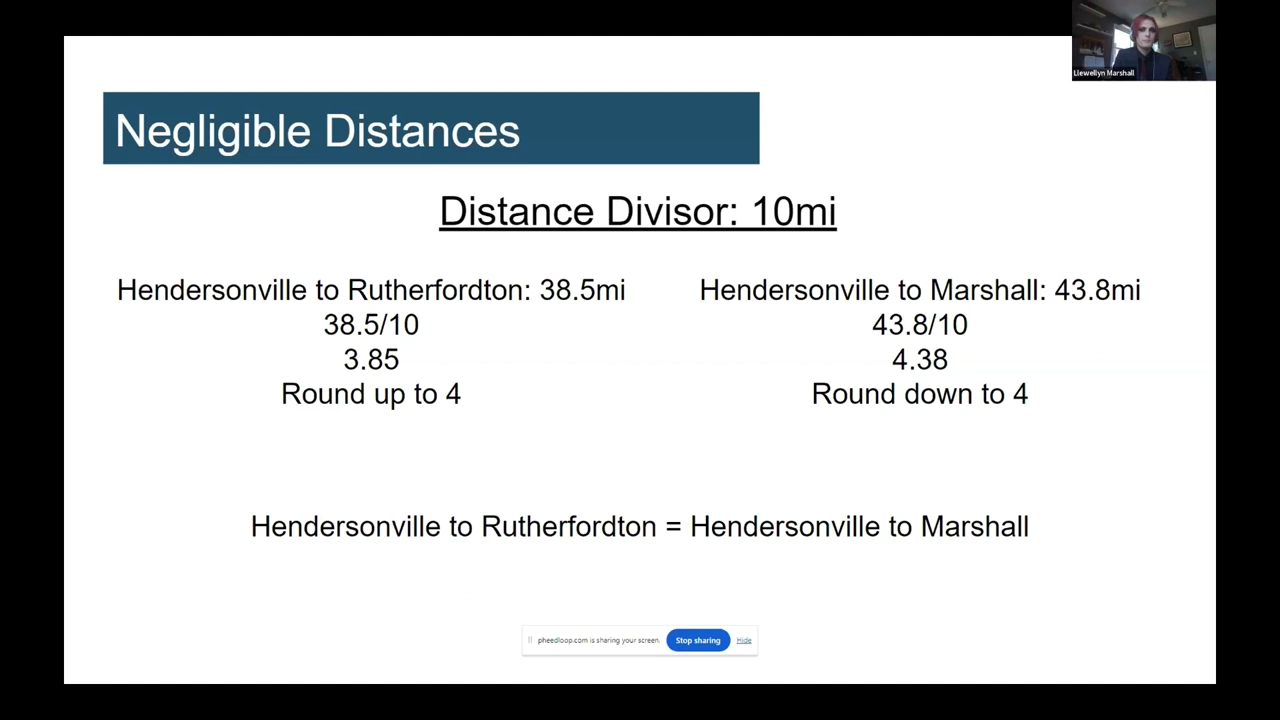 Llewellyn Marshall
Negligible Distances
Distance Divisor: 10mi
Hendersonville to Rutherfordton: 38.5mi
38.5/10
3.85
Round up to 4
Hendersonville to Marshall: 43.8mi
43.8/10
4.38
Round down to 4
Hendersonville to Rutherfordton = Hendersonville to Marshall
pheedloop.com is sharing your screen. Stop sharing Hide